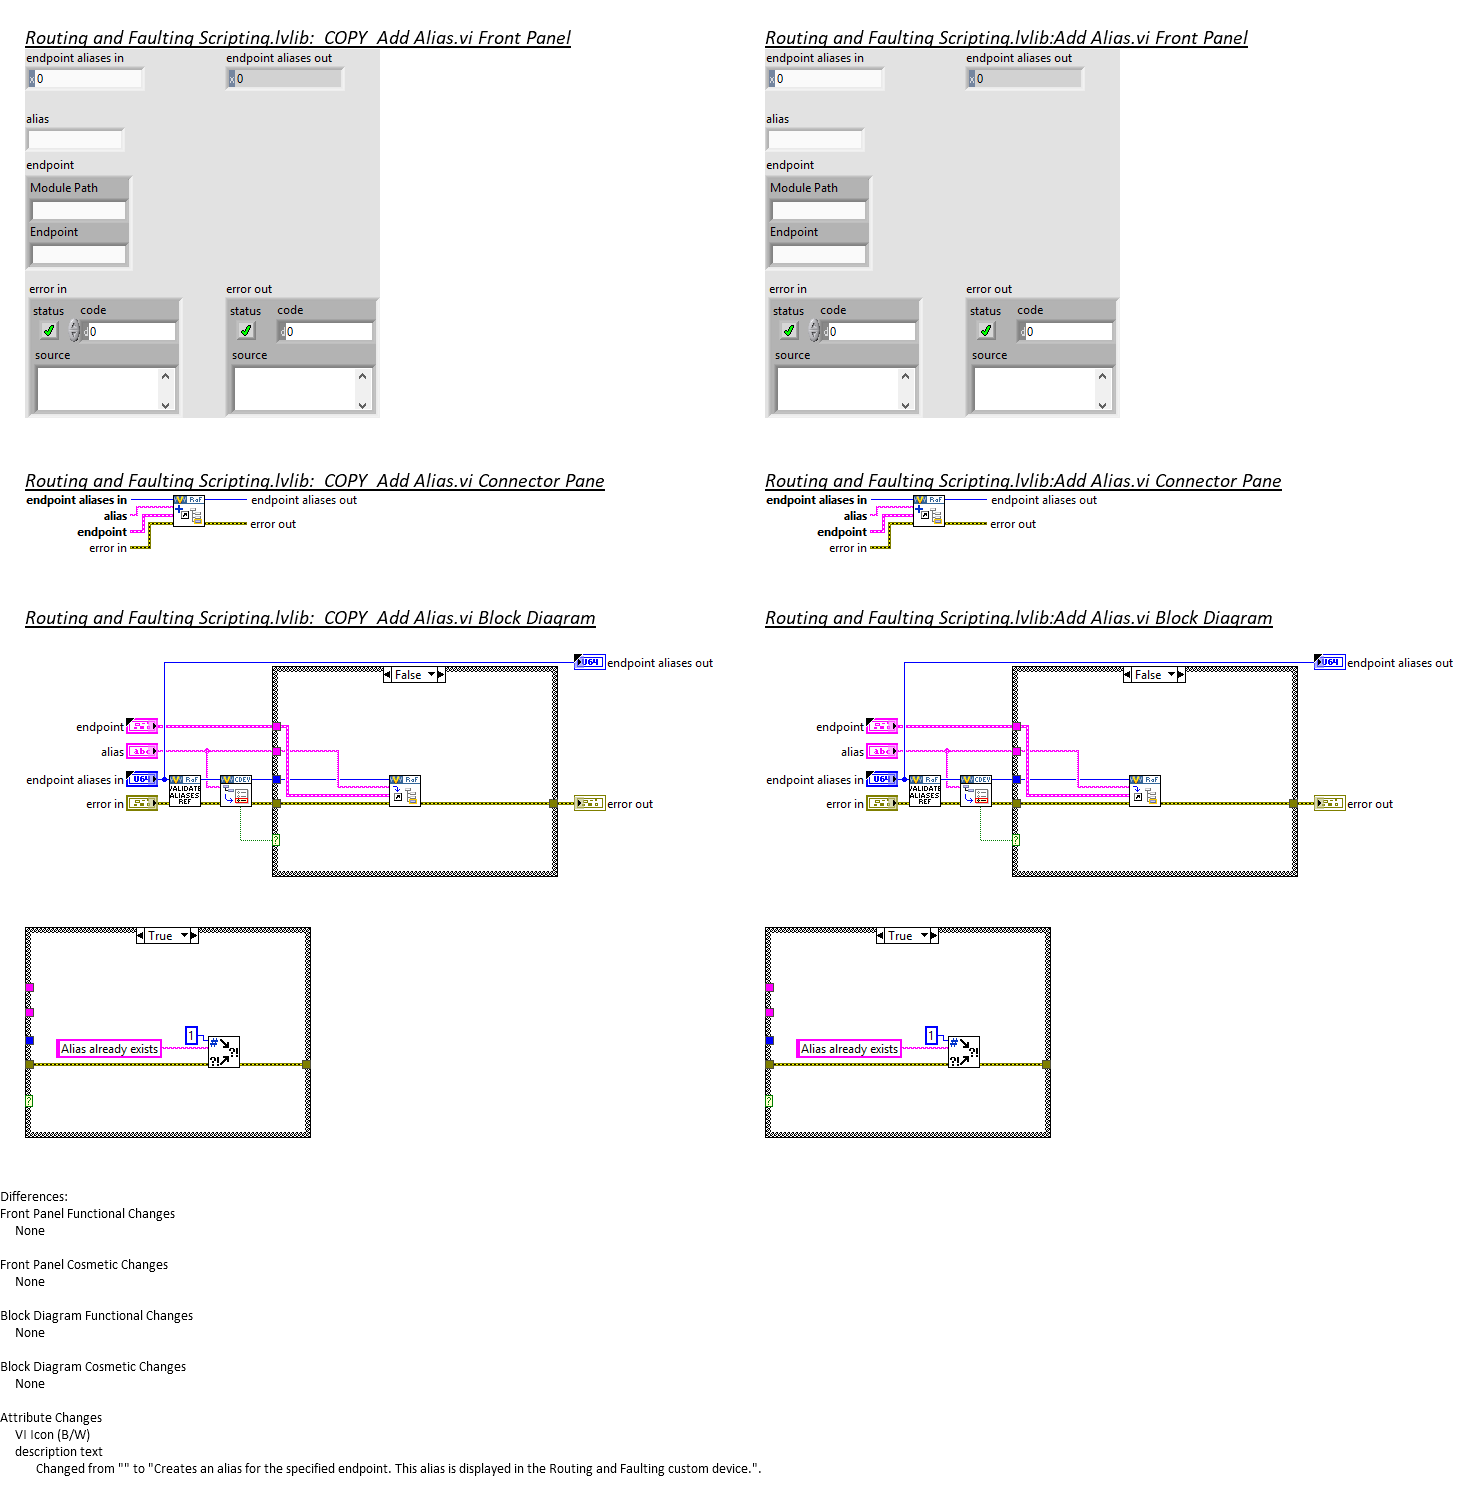 Routing and Faulting Scripting.lvlib:_COPY_Add Alias.vi Front Panel
endpoint aliases in endpoint aliases out
x 0 x 0
alias
endpoint
Module Path
Endpoint
error in error out
status code status code
d 0 d 0
source source
Routing and Faulting Scripting.lvlib:Add Alias.vi Front Panel
endpoint aliases in endpoint aliases out
x 0 x 0
alias
endpoint
Module Path
Endpoint
error in error out
status code status code
d 0 d 0
source source
Routing and Faulting Scripting.lvlib:_COPY_Add Alias.vi Connector Pane
endpoint aliases in RoF endpoint aliases out
alias
endpoint error out
error in
Routing and Faulting Scripting.lvlib:Add Alias.vi Connector Pane
endpoint aliases in RoF endpoint aliases out
alias
endpoint error out
error in
Routing and Faulting Scripting.lvlib:_COPY_Add Alias.vi Block Diagram
U64 endpoint aliases out
False
endpoint
alias abc
endpoint aliases in U64 RoF CDEV RoF
VALIDATE
ALIASES
REF
error in error out
?
True
1
Alias already exists # ?! ?!
?
Routing and Faulting Scripting.lvlib:Add Alias.vi Block Diagram
U64 endpoint aliases out
False
endpoint
alias abc
endpoint aliases in U64 RoF CDEV RoF
VALIDATE
ALIASES
REF
error in error out
?
True
1
Alias already exists # ?! ?!
?
Differences:
Front Panel Functional Changes
None
Front Panel Cosmetic Changes
None
Block Diagram Functional Changes
None
Block Diagram Cosmetic Changes
None
Attribute Changes
VI Icon (B/W)
description text
Changed from "" to "Creates an alias for the specified endpoint. This alias is displayed in the Routing and Faulting custom device.".